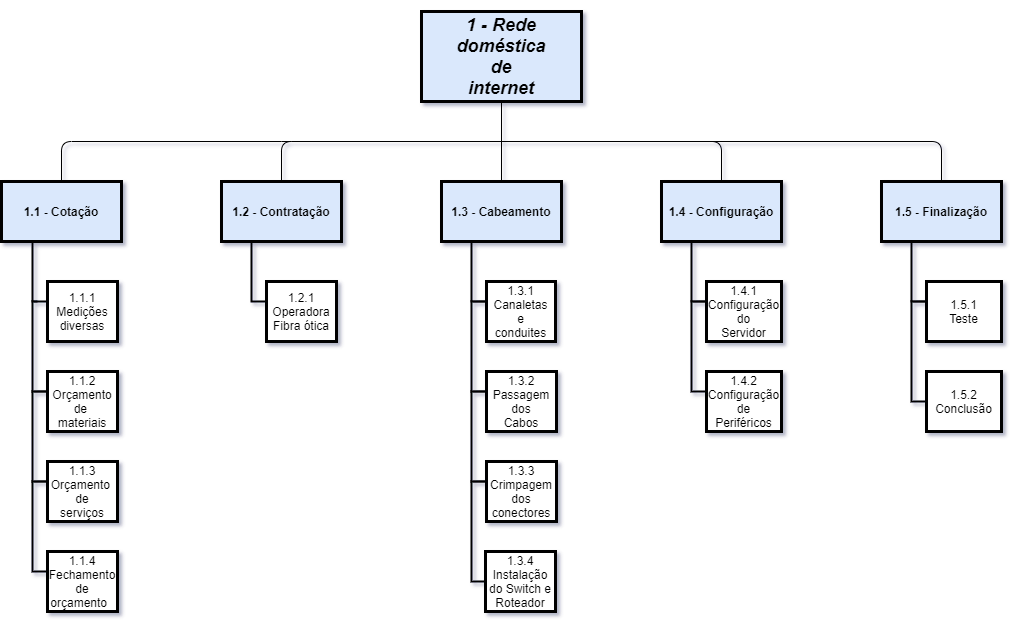 1 - Rede
doméstica
de
internet
1.1 - Cotação
1.2 - Contratação
1.3 - Cabeamento
1.4 - Configuração
1.5 - Finalização
1.1.1
Medições
diversas
1.1.2
Orçamento
de
materiais
1.1.3
Orçamento
de
serviços
1.1.4
Fechamento
de
orçamento
1.2.1
Operadora
Fibra ótica
1.3.1
Canaletas
e
conduites
1.3.2
Passagem
dos
Cabos
1.3.3
Crimpagem
dos
conectores
1.3.4
Instalação
do Switch e
Roteador
1.4.1
Configuração
do
Servidor
1.4.2
Configuração
de
Periféricos
1.5.1
Teste
1.5.2
Conclusão